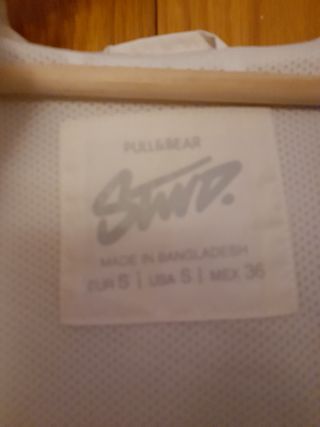 PULL&BEAR
STWD.
MADE IN BANGLADESH
EUR S | USA S | MEX 36